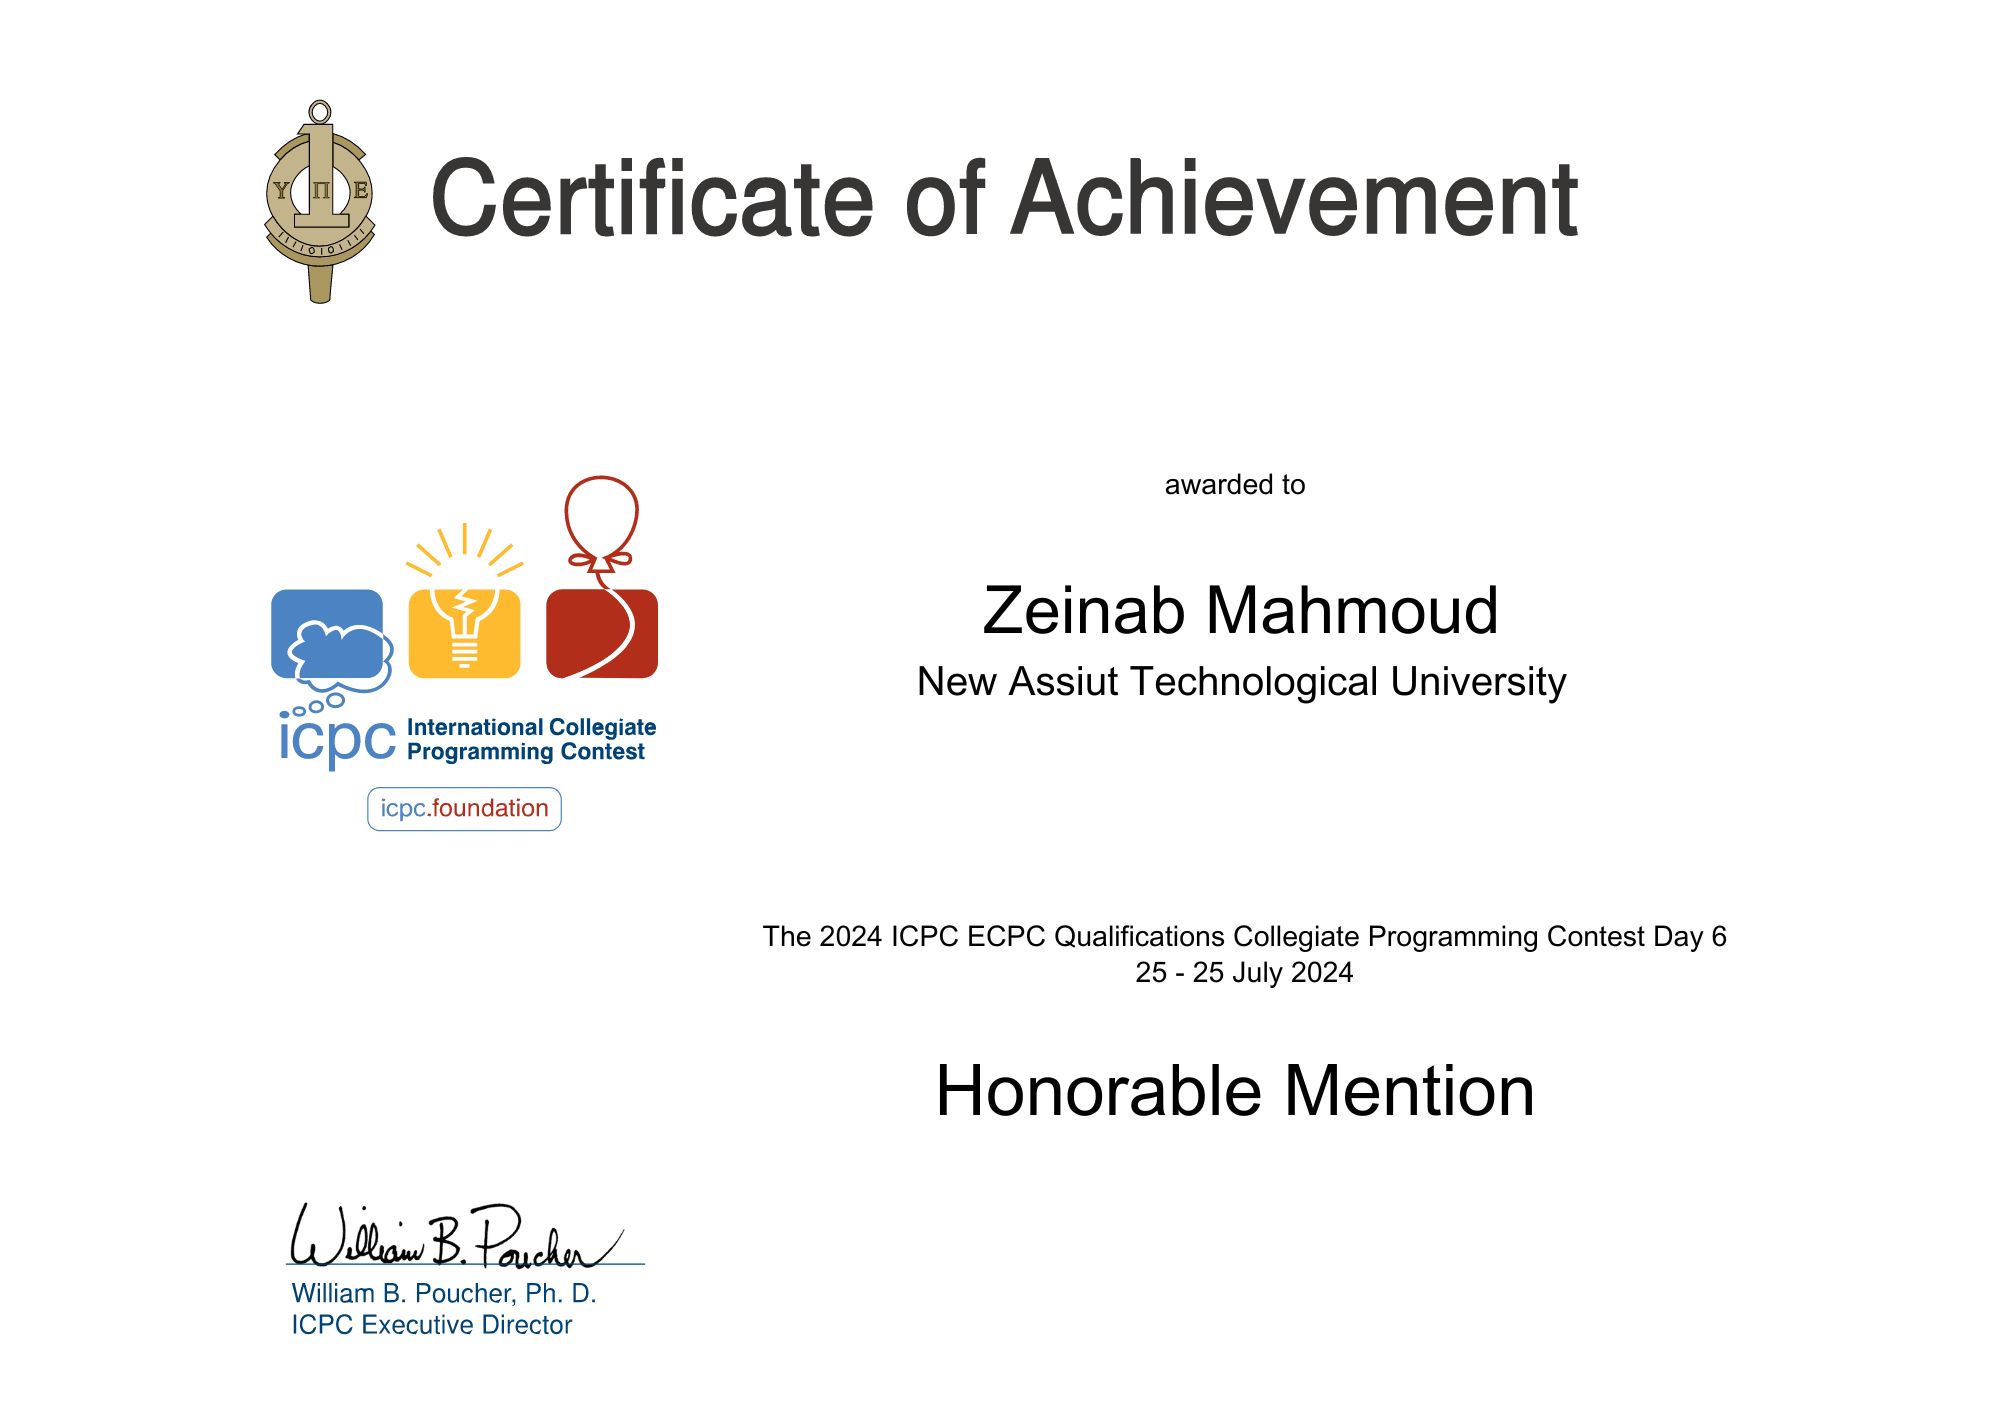 Certificate of Achievement
Υ Π Ε
awarded to
Zeinab Mahmoud
New Assiut Technological University
icpc International Collegiate
Programming Contest
icpc.foundation
The 2024 ICPC ECPC Qualifications Collegiate Programming Contest Day 6
25 - 25 July 2024
Honorable Mention
William B. Poucher
William B. Poucher, Ph. D.
ICPC Executive Director